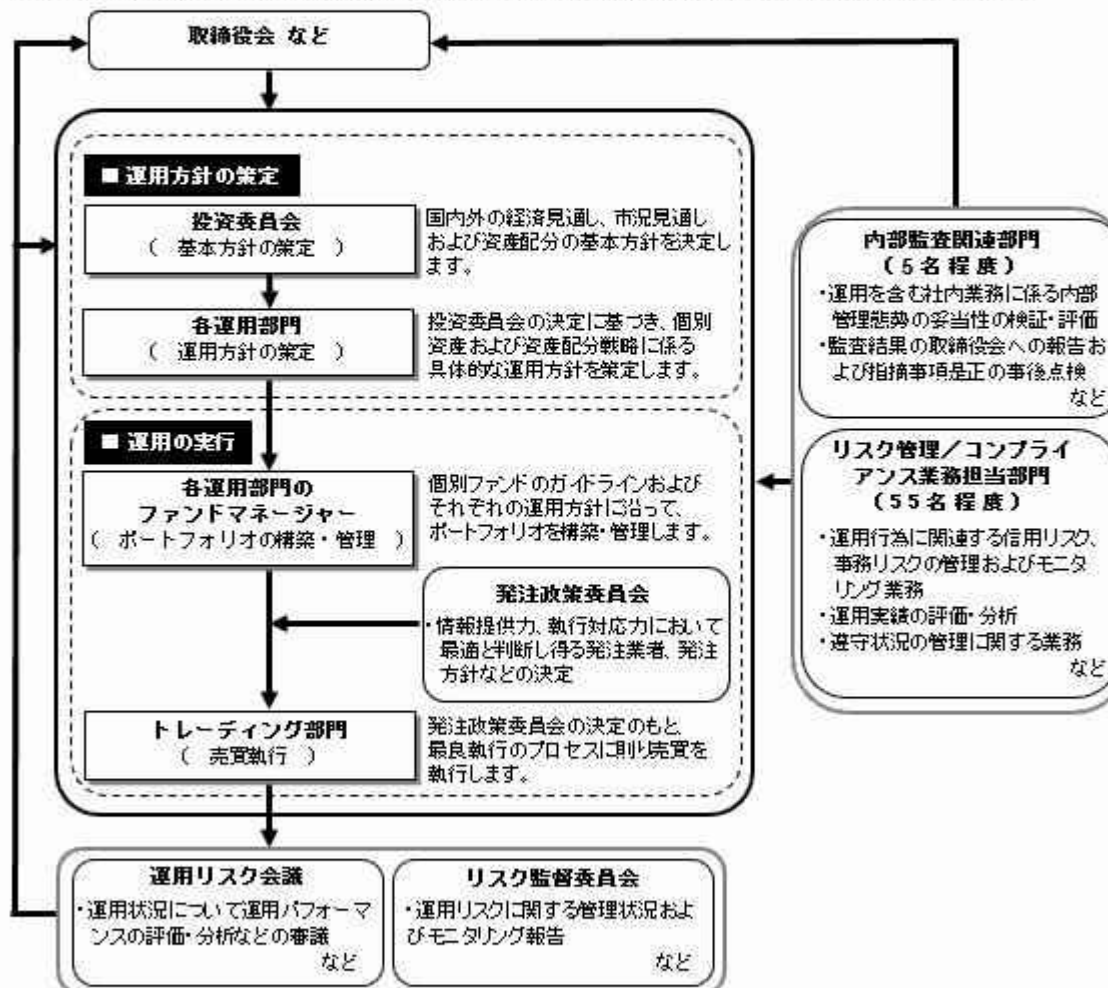 取締役会 など
■ 運用方針の策定
投資委員会
( 基本方針の策定 )
国内外の経済見通し、市況見通し
および資産配分の基本方針を決定し
ます。
各運用部門
( 運用方針の策定 )
投資委員会の決定に基づき、個別
資産および資産配分戦略に係る
具体的な運用方針を策定します。
■ 運用の実行
各運用部門の
ファンドマネージャー
( ポートフォリオの構築・管理 )
個別ファンドのガイドラインおよび
それぞれの運用方針に沿って、
ポートフォリオを構築・管理します。
発注政策委員会
・情報提供力、執行対応力において
最適と判断し得る発注業者、発注
方針などの決定
トレーディング部門
( 売買執行 )
発注政策委員会の決定のもと、
最良執行のプロセスに則り売買を
執行します。
内部監査関連部門
(5名程度)
・運用を含む社内業務に係る内部
管理態勢の妥当性の検証・評価
・監査結果の取締役会への報告お
よび指摘事項是正の事後点検
など
リスク管理/コンプライ
アンス業務担当部門
(55名程度)
・運用行為に関連する信用リスク、
事務リスクの管理およびモニタ
リング業務
・運用実績の評価・分析
・遵守状況の管理に関する業務
など
運用リスク会議
・運用状況について運用パフォーマ
ンスの評価・分析などの審議
など
リスク監督委員会
・運用リスクに関する管理状況およ
びモニタリング報告
など